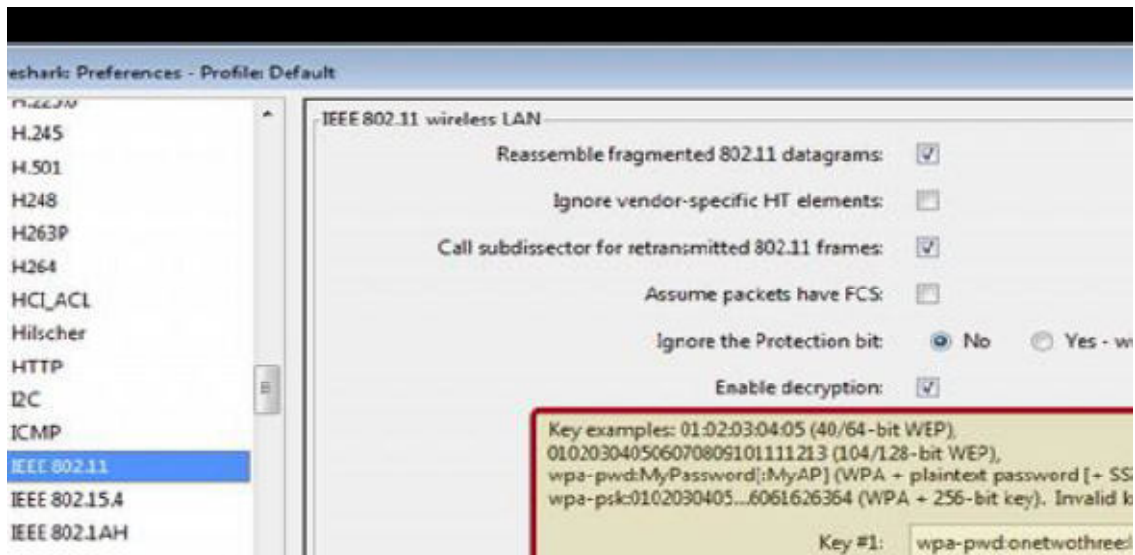 eshark: Preferences - Profile: Default
H.225.0
H.245
H.501
H248
H263P
H264
HCI_ACL
Hilscher
HTTP
I2C
ICMP
IEEE 802.11
IEEE 802.15.4
IEEE 802.1AH
IEEE 802.11 wireless LAN
Reassemble fragmented 802.11 datagrams:
Ignore vendor-specific HT elements:
Call subdissector for retransmitted 802.11 frames:
Assume packets have FCS:
Ignore the Protection bit: No Yes - w
Enable decryption:
Key examples: 01:02:03:04:05 (40/64-bit WEP),
010203040506070809101111213 (104/128-bit WEP),
wpa-pwd:MyPassword[:MyAP] (WPA + plaintext password [+ SS
wpa-psk:0102030405...6061626364 (WPA + 256-bit key). Invalid k
Key #1: wpa-pwd:onetwothree: